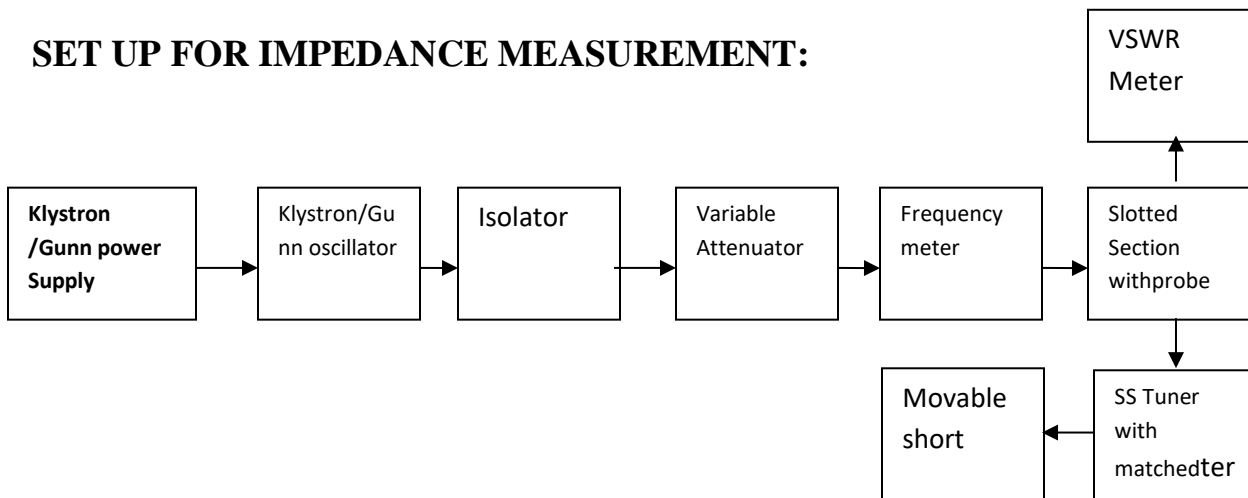 SET UP FOR IMPEDANCE MEASUREMENT:
VSWR
Meter
Klystron
/Gunn power
Supply
Klystron/Gu
nn oscillator
Isolator
Variable
Attenuator
Frequency
meter
Slotted
Section
withprobe
Movable
short
SS Tuner
with
matchedter